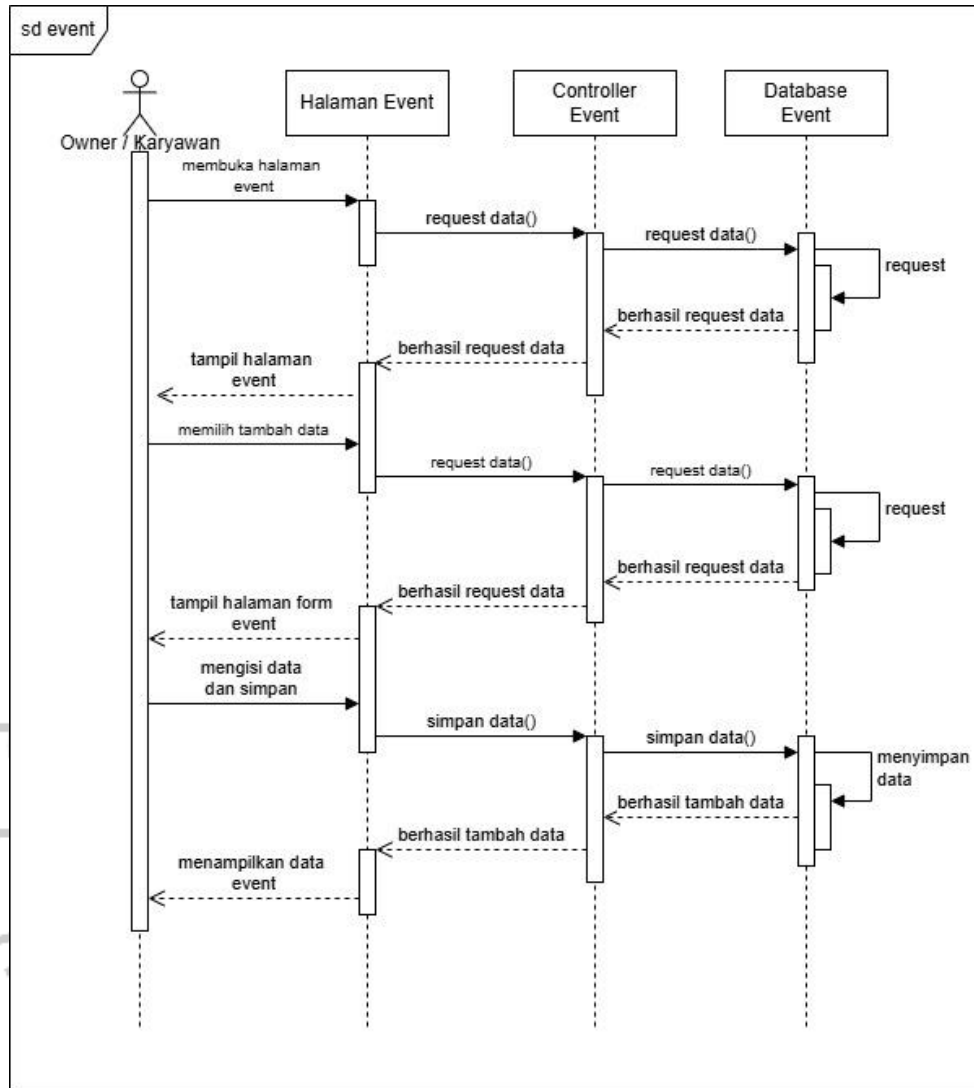 sd event
Halaman Event
Controller
Event
Database
Event
Owner / Karyawan
membuka halaman
event
request data()
request data()
request
berhasil request data
berhasil request data
tampil halaman
event
memilih tambah data
request data()
request data()
request
berhasil request data
berhasil request data
tampil halaman form
event
mengisi data
dan simpan
simpan data()
simpan data()
menyimpan
data
berhasil tambah data
berhasil tambah data
menampilkan data
event